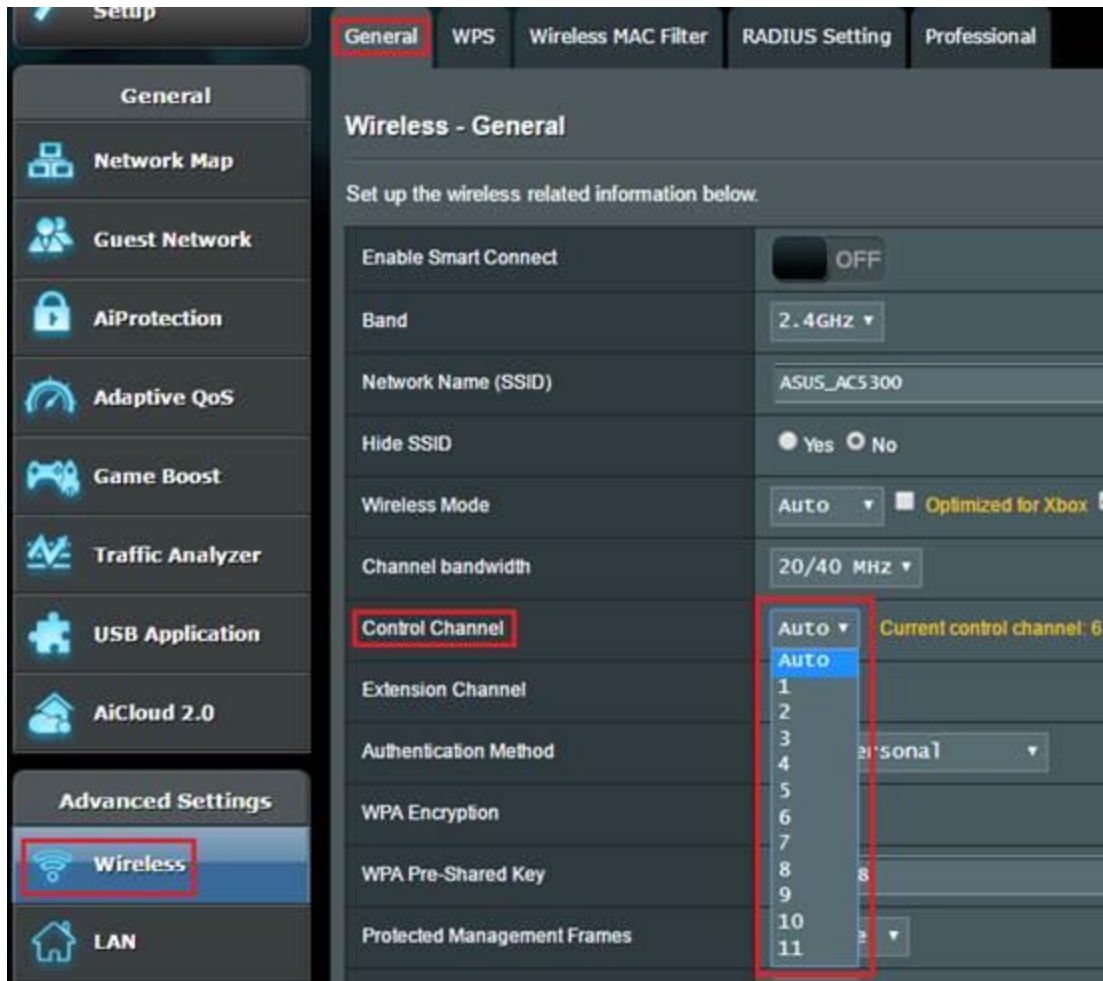 Setup
General
Network Map
Guest Network
AiProtection
Adaptive QoS
Game Boost
Traffic Analyzer
USB Application
AiCloud 2.0
Advanced Settings
Wireless
LAN
General WPS Wireless MAC Filter RADIUS Setting Professional
Wireless - General
Set up the wireless related information below.
Enable Smart Connect OFF
Band 2.4GHz
Network Name (SSID) ASUS_AC5300
Hide SSID Yes No
Wireless Mode Auto Optimized for Xbox
Channel bandwidth 20/40 MHz
Control Channel Auto Current control channel: 6
Auto
Extension Channel 1
2
3
Authentication Method ersonal
4
5
WPA Encryption 6
7
WPA Pre-Shared Key 8 8
9
Protected Management Frames 10 e
11